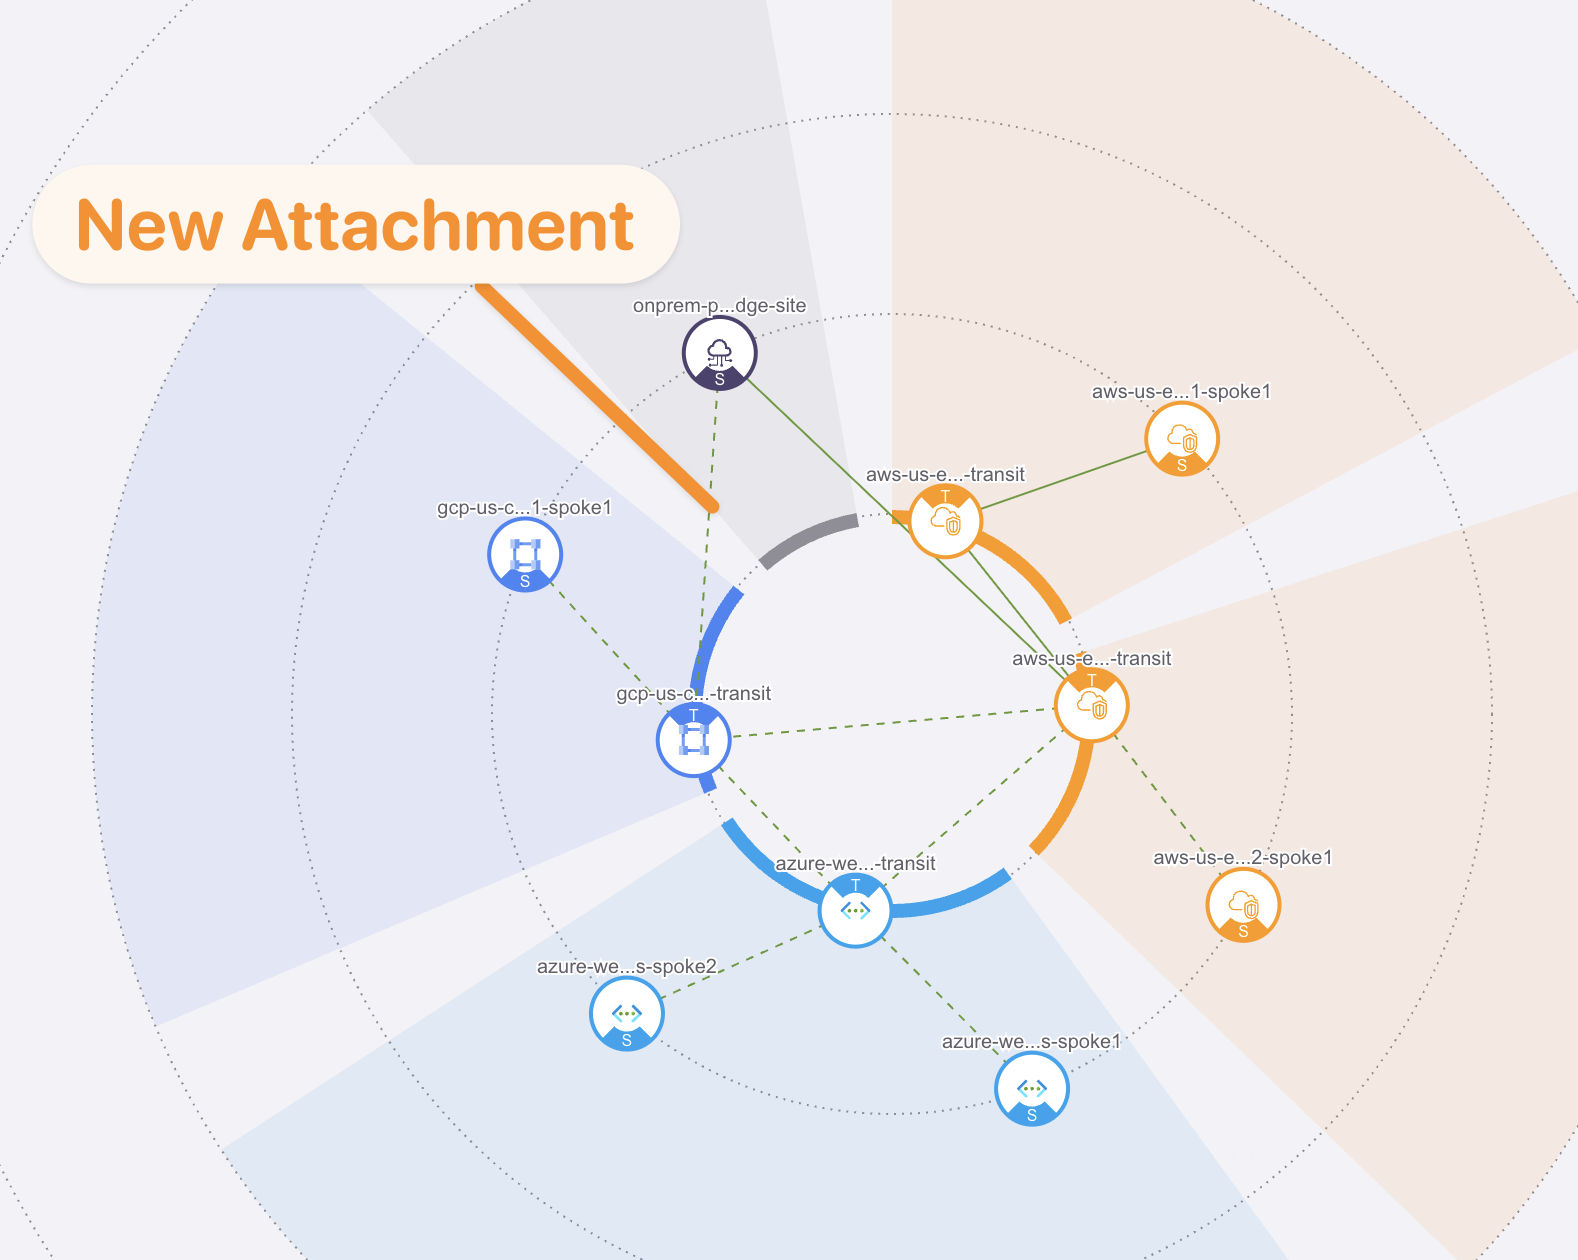 New Attachment
onprem-p...dge-site
S
aws-us-e...1-spoke1
S
aws-us-e...-transit
T
gcp-us-c...1-spoke1
S
aws-us-e...-transit
T
gcp-us-c...-transit
T
azure-we...-transit
T
aws-us-e...2-spoke1
S
azure-we...s-spoke2
S
azure-we...s-spoke1
S